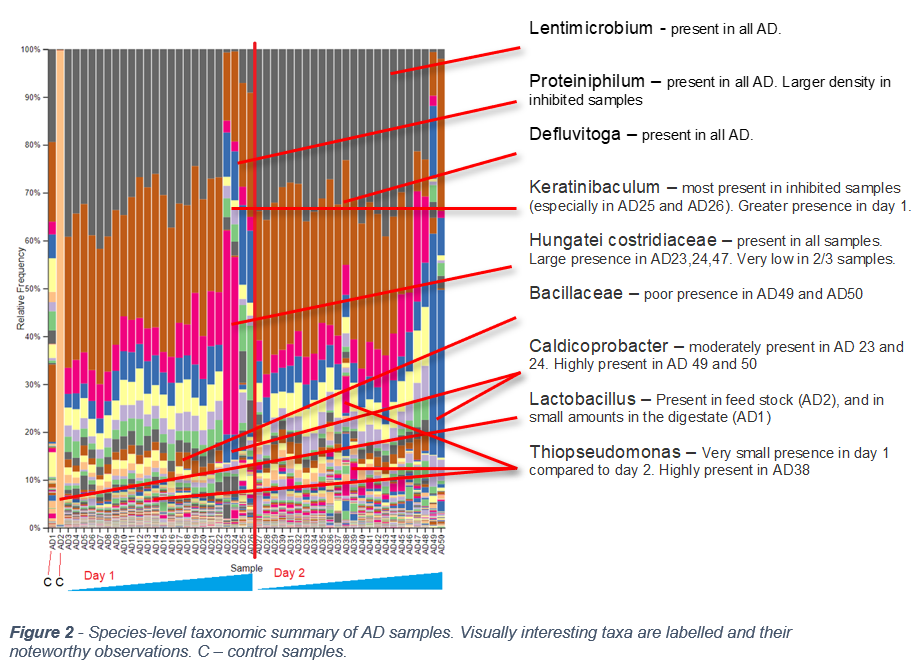 Lentimicrobium - present in all AD.
Proteiniphilum – present in all AD. Larger density in
inhibited samples
Defluvitoga – present in all AD.
Keratinibaculum – most present in inhibited samples
(especially in AD25 and AD26). Greater presence in day 1.
Hungatei costridiaceae – present in all samples.
Large presence in AD23,24,47. Very low in 2/3 samples.
Bacillaceae – poor presence in AD49 and AD50
Caldicoprobacter – moderately present in AD 23 and
24. Highly present in AD 49 and 50
Lactobacillus – Present in feed stock (AD2), and in
small amounts in the digestate (AD1)
Thiopseudomonas – Very small presence in day 1
compared to day 2. Highly present in AD38
Relative Frequency
100%
90%
80%
70%
60%
50%
40%
30%
20%
10%
0%
AD1 AD2 AD3 AD4 AD5 AD6 AD7 AD8 AD9 AD10 AD11 AD12 AD13 AD14 AD15 AD16 AD17 AD18 AD19 AD20 AD21 AD22 AD23 AD24 AD25 AD26 AD27 AD28 AD29 AD30 AD31 AD32 AD33 AD34 AD35 AD36 AD37 AD38 AD39 AD40 AD41 AD42 AD43 AD44 AD45 AD46 AD47 AD48 AD49 AD50
Sample
C C
Day 1
Day 2
Figure 2 - Species-level taxonomic summary of AD samples. Visually interesting taxa are labelled and their
noteworthy observations. C – control samples.